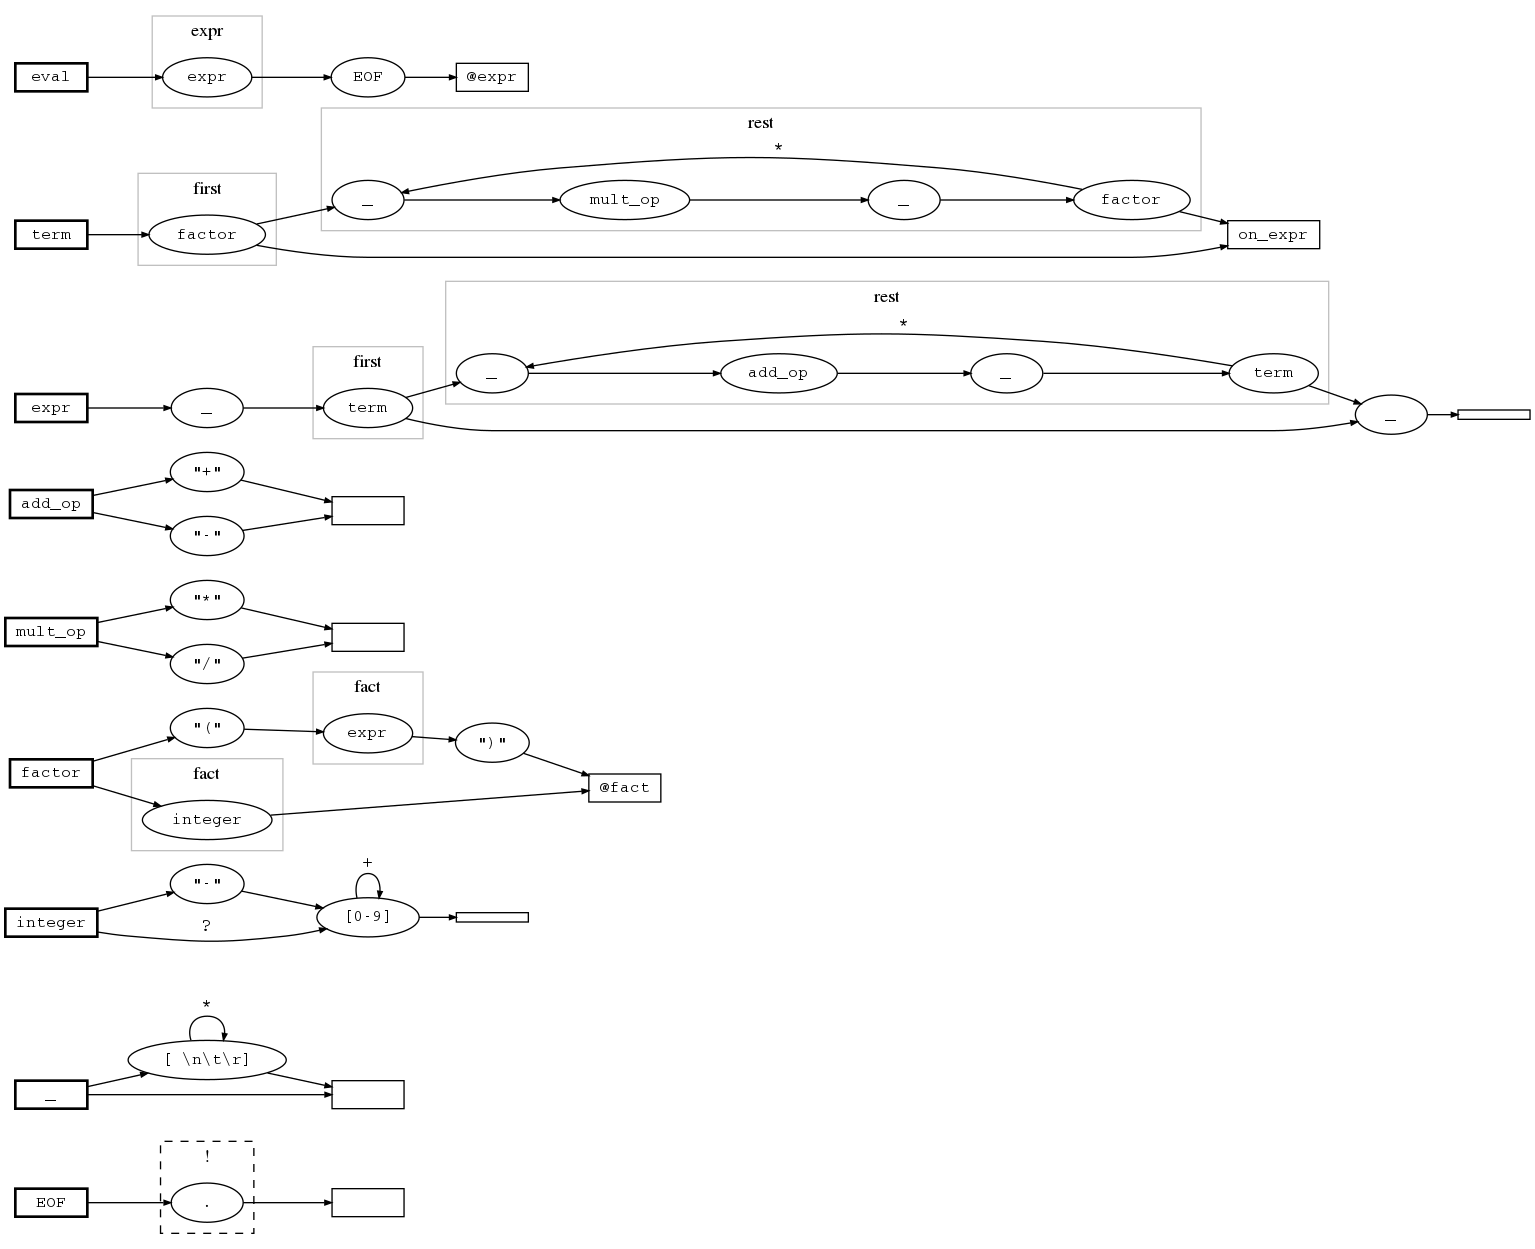 expr
eval expr EOF @expr
rest
*
first
_ mult_op _ factor
term factor on_expr
rest
*
first
_ add_op _ term
expr _ term _
"+"
add_op
"-"
"*"
mult_op
"/"
fact
"(" expr ")"
factor fact @fact
integer
+
"-"
integer ? [0-9]
*
[ \n\t\r]
_
!
EOF .